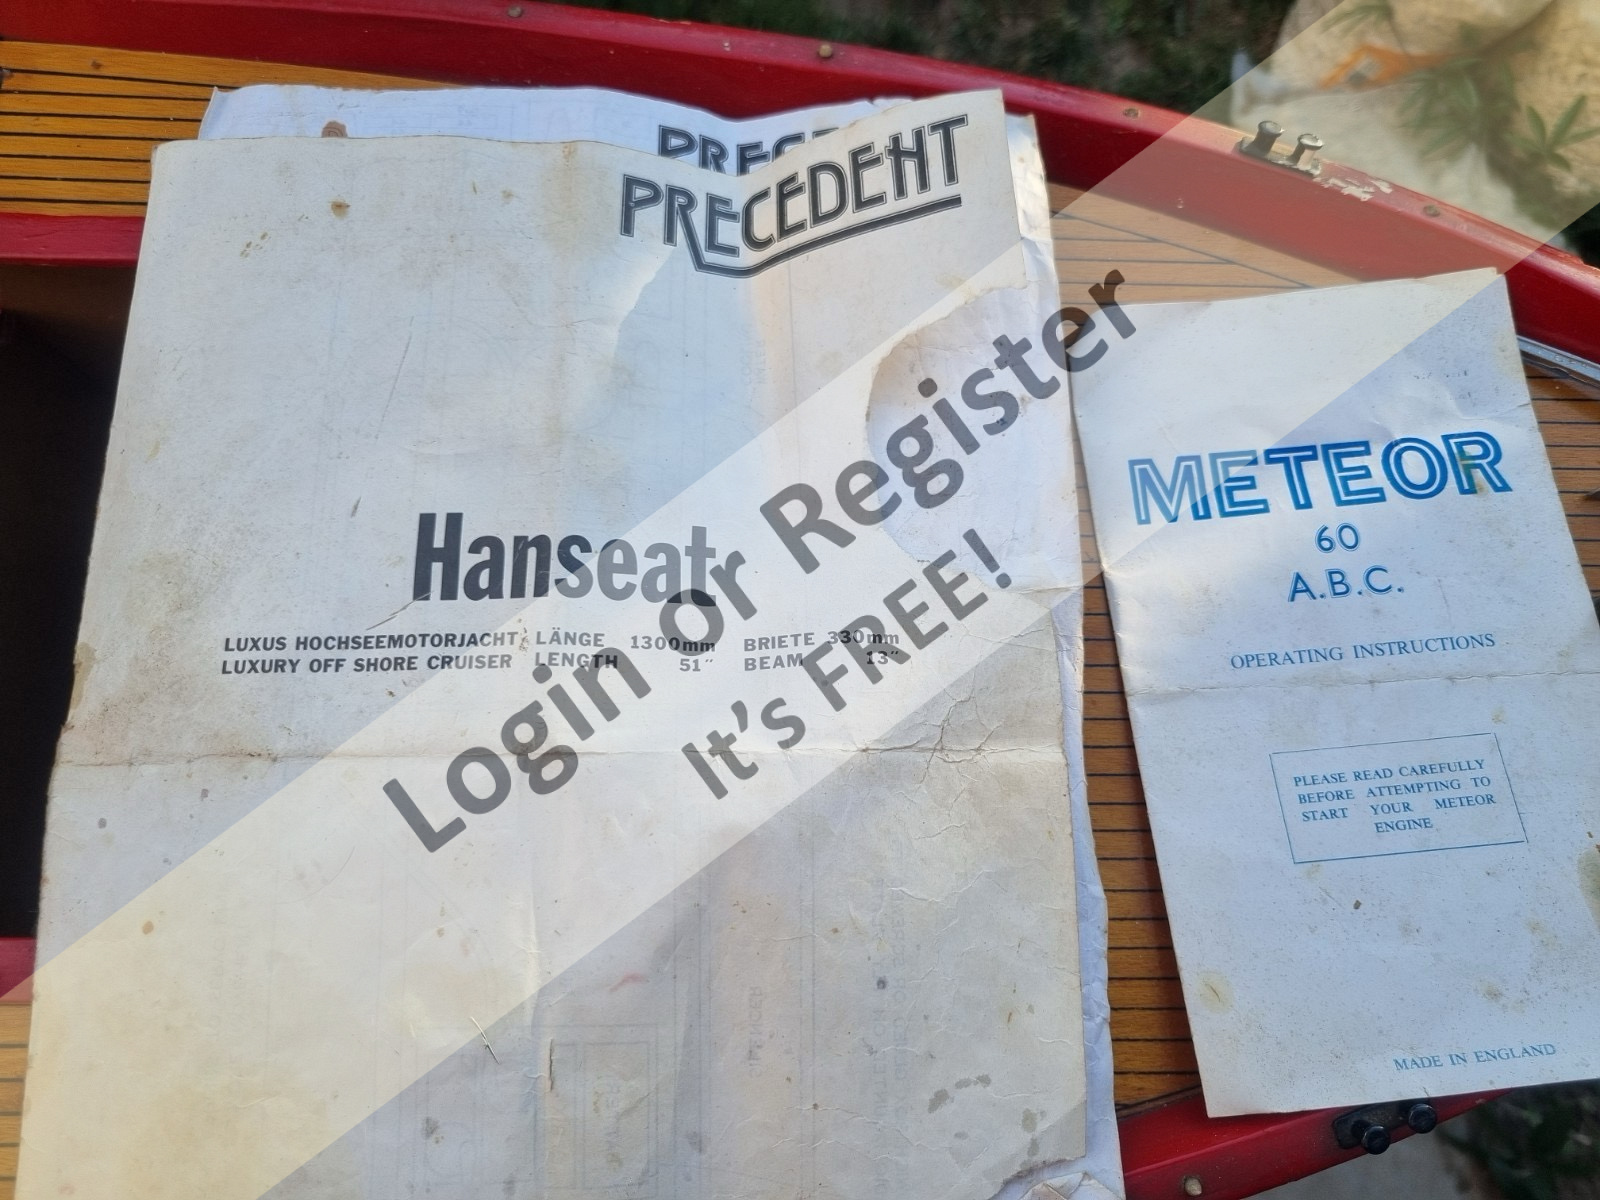 PRECEDENT
Hanseat
LUXUS HOCHSEEMOTORJACHT LÄNGE 1300mm BRIETE 330mm
LUXURY OFF SHORE CRUISER LENGTH 51" BEAM 13"
METEOR
60
A.B.C.
OPERATING INSTRUCTIONS
PLEASE READ CAREFULLY
BEFORE ATTEMPTING TO
START YOUR METEOR
ENGINE
MADE IN ENGLAND
Login or Register
It's FREE!